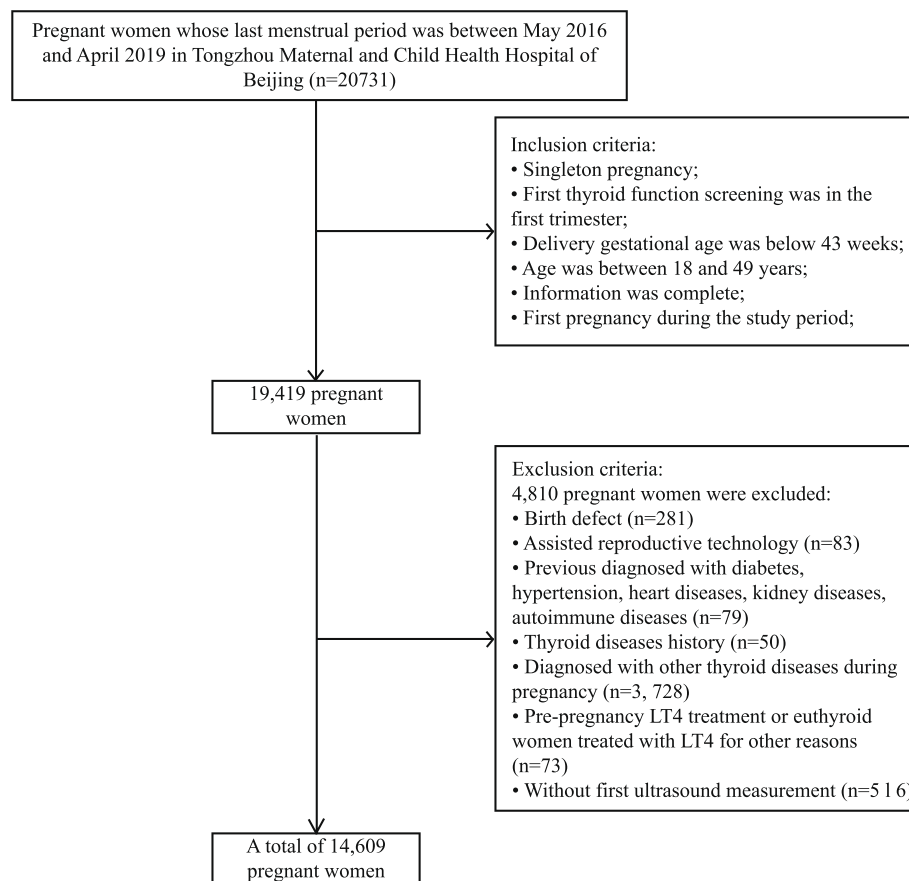 Pregnant women whose last menstrual period was between May 2016
and April 2019 in Tongzhou Maternal and Child Health Hospital of
Beijing (n=20731)
Inclusion criteria:
• Singleton pregnancy;
• First thyroid function screening was in the
first trimester;
• Delivery gestational age was below 43 weeks;
• Age was between 18 and 49 years;
• Information was complete;
• First pregnancy during the study period;
19,419 pregnant
women
Exclusion criteria:
4,810 pregnant women were excluded:
• Birth defect (n=281)
• Assisted reproductive technology (n=83)
• Previous diagnosed with diabetes,
hypertension, heart diseases, kidney diseases,
autoimmune diseases (n=79)
• Thyroid diseases history (n=50)
• Diagnosed with other thyroid diseases during
pregnancy (n=3, 728)
• Pre-pregnancy LT4 treatment or euthyroid
women treated with LT4 for other reasons
(n=73)
• Without first ultrasound measurement (n=5 1 6)
A total of 14,609
pregnant women